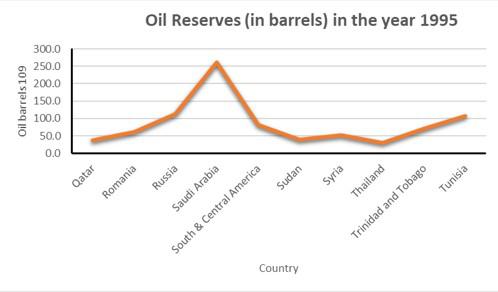 Oil Reserves (in barrels) in the year 1995
Oil barrels 109
300.0
250.0
200.0
150.0
100.0
50.0
0.0
Qatar
Romania
Russia
Saudi Arabia
South & Central America
Sudan
Syria
Thailand
Trinidad and Tobago
Tunisia
Country